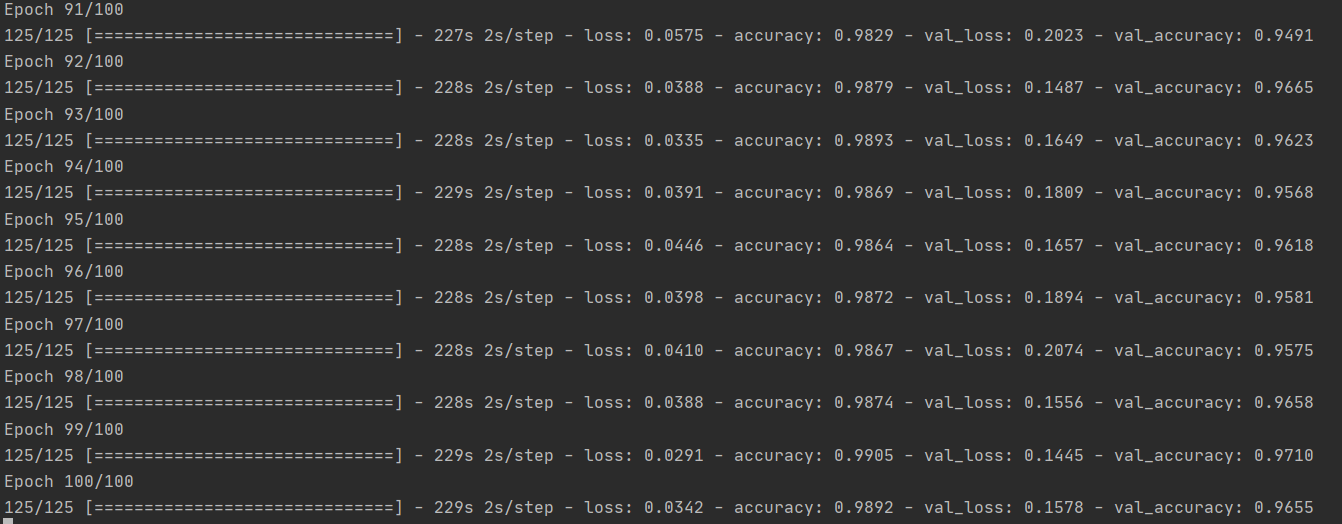 Epoch 91/100
125/125 [==============================] - 227s 2s/step - loss: 0.0575 - accuracy: 0.9829 - val_loss: 0.2023 - val_accuracy: 0.9491
Epoch 92/100
125/125 [==============================] - 228s 2s/step - loss: 0.0388 - accuracy: 0.9879 - val_loss: 0.1487 - val_accuracy: 0.9665
Epoch 93/100
125/125 [==============================] - 228s 2s/step - loss: 0.0335 - accuracy: 0.9893 - val_loss: 0.1649 - val_accuracy: 0.9623
Epoch 94/100
125/125 [==============================] - 229s 2s/step - loss: 0.0391 - accuracy: 0.9869 - val_loss: 0.1809 - val_accuracy: 0.9568
Epoch 95/100
125/125 [==============================] - 228s 2s/step - loss: 0.0446 - accuracy: 0.9864 - val_loss: 0.1657 - val_accuracy: 0.9618
Epoch 96/100
125/125 [==============================] - 228s 2s/step - loss: 0.0398 - accuracy: 0.9872 - val_loss: 0.1894 - val_accuracy: 0.9581
Epoch 97/100
125/125 [==============================] - 228s 2s/step - loss: 0.0410 - accuracy: 0.9867 - val_loss: 0.2074 - val_accuracy: 0.9575
Epoch 98/100
125/125 [==============================] - 228s 2s/step - loss: 0.0388 - accuracy: 0.9874 - val_loss: 0.1556 - val_accuracy: 0.9658
Epoch 99/100
125/125 [==============================] - 229s 2s/step - loss: 0.0291 - accuracy: 0.9905 - val_loss: 0.1445 - val_accuracy: 0.9710
Epoch 100/100
125/125 [==============================] - 229s 2s/step - loss: 0.0342 - accuracy: 0.9892 - val_loss: 0.1578 - val_accuracy: 0.9655